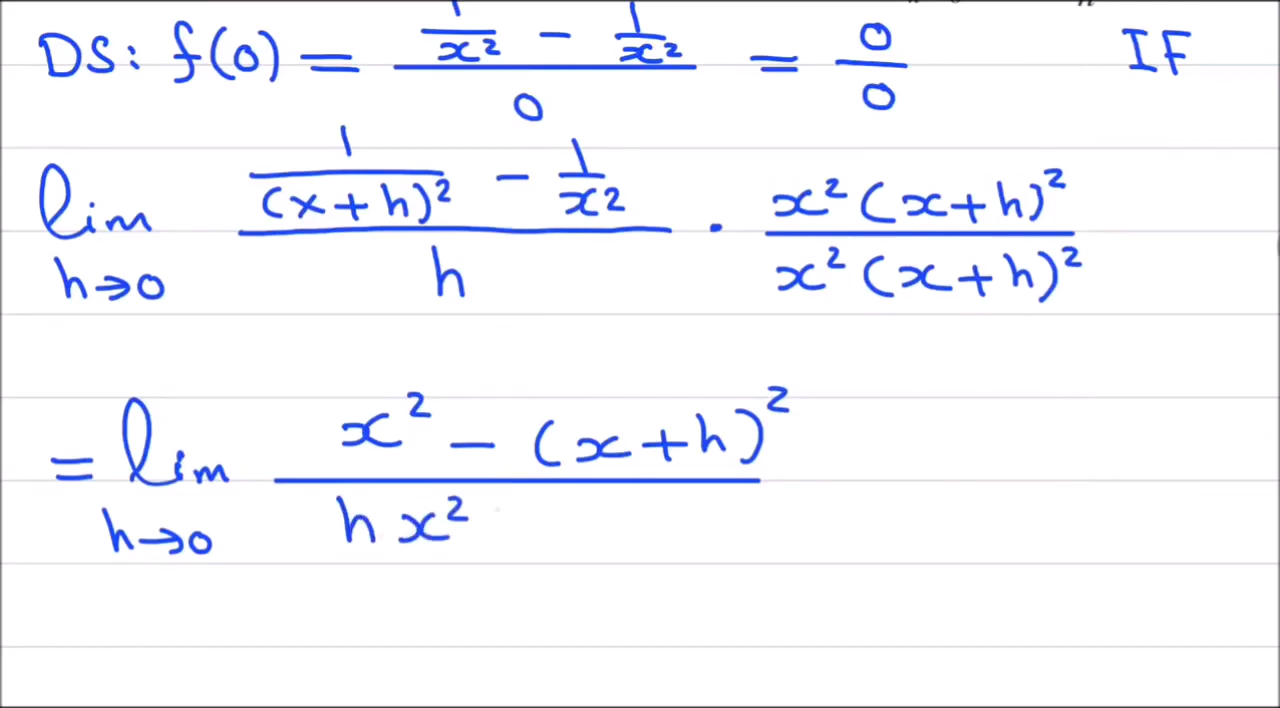 DS: f(0) = (1/x² - 1/x²)/0 = 0/0 IF
lim h→0 (1/(x+h)² - 1/x²)/h · x²(x+h)²/x²(x+h)²
= lim h→0 (x² - (x+h)²)/hx²